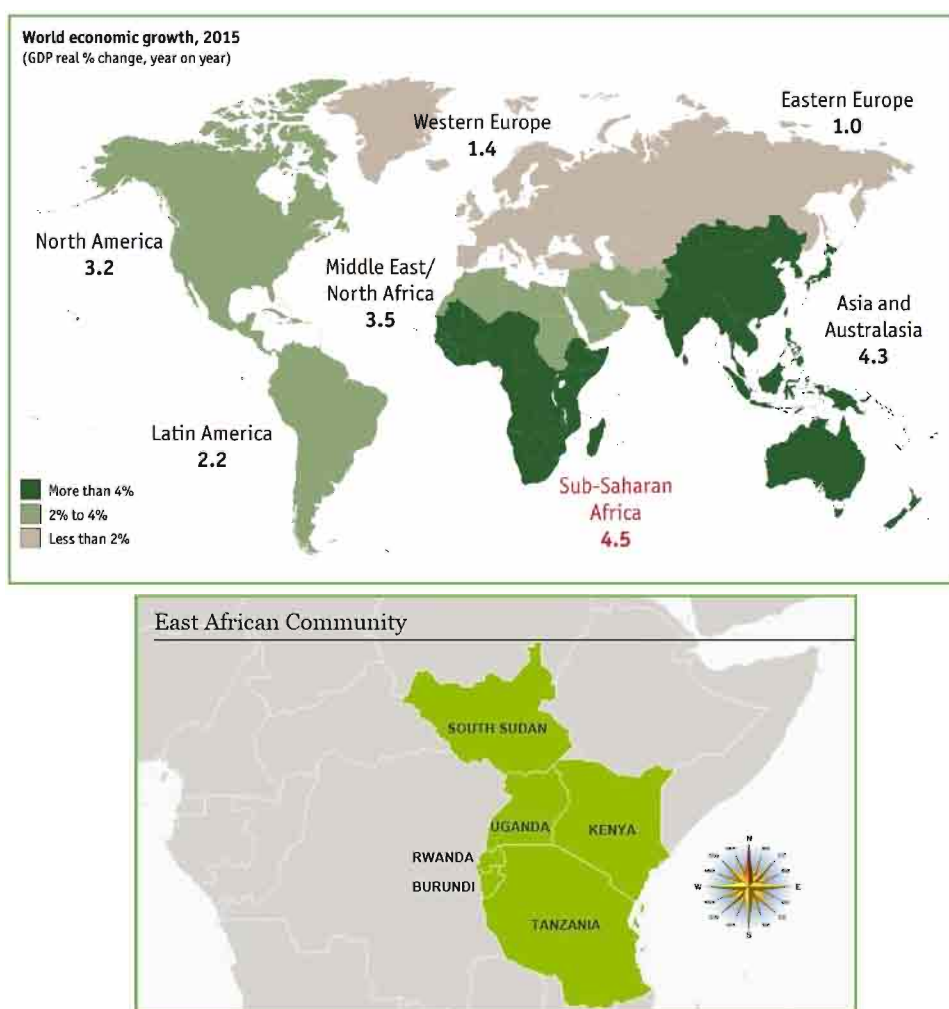 World economic growth, 2015
(GDP real % change, year on year)
Eastern Europe
1.0
Western Europe
1.4
North America
3.2
Middle East/
North Africa
3.5
Asia and
Australasia
4.3
Latin America
2.2
Sub-Saharan
Africa
4.5
More than 4%
2% to 4%
Less than 2%
East African Community
SOUTH SUDAN
UGANDA
KENYA
RWANDA
BURUNDI
TANZANIA
N
W
E
S